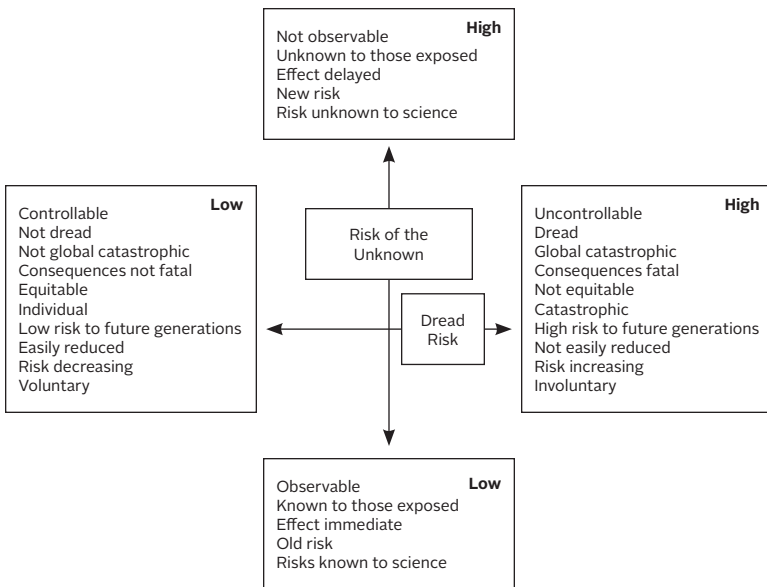 High
Not observable
Unknown to those exposed
Effect delayed
New risk
Risk unknown to science
Low
Controllable
Not dread
Not global catastrophic
Consequences not fatal
Equitable
Individual
Low risk to future generations
Easily reduced
Risk decreasing
Voluntary
Risk of the
Unknown
Dread
Risk
High
Uncontrollable
Dread
Global catastrophic
Consequences fatal
Not equitable
Catastrophic
High risk to future generations
Not easily reduced
Risk increasing
Involuntary
Low
Observable
Known to those exposed
Effect immediate
Old risk
Risks known to science